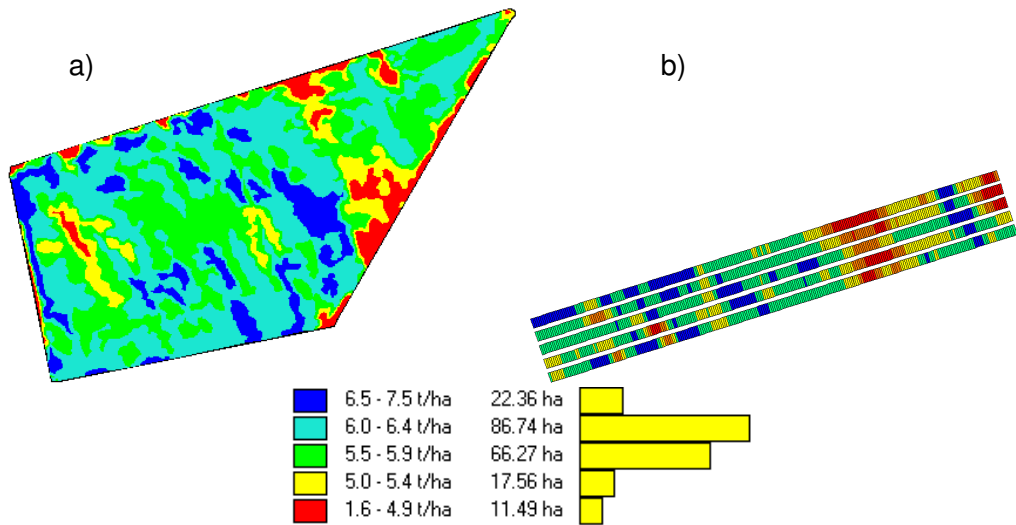 a)
b)
6.5 - 7.5 t/ha 22.36 ha
6.0 - 6.4 t/ha 86.74 ha
5.5 - 5.9 t/ha 66.27 ha
5.0 - 5.4 t/ha 17.56 ha
1.6 - 4.9 t/ha 11.49 ha